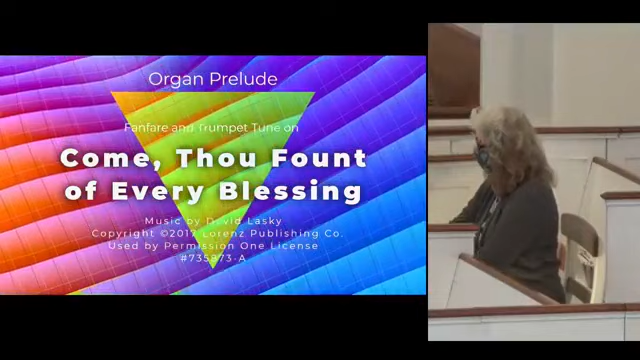 Organ Prelude
Fanfare and Trumpet Tune on
Come, Thou Fount
of Every Blessing
Music by David Lasky
Copyright ©2017 Lorenz Publishing Co.
Used by Permission One License
#735873-A